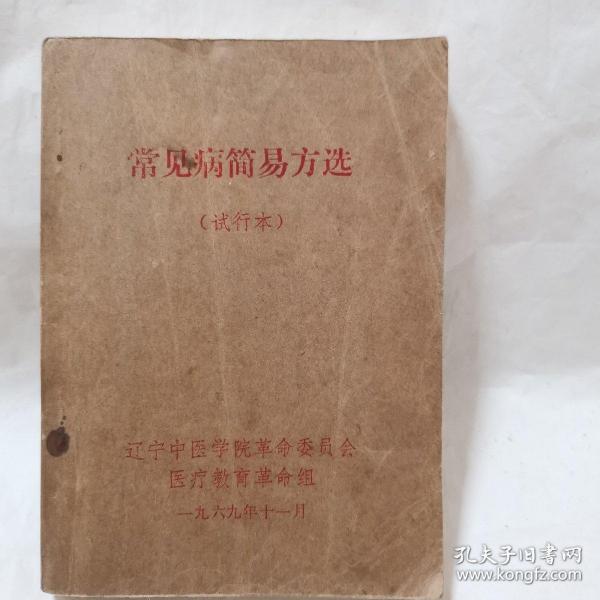 常见病简易方选
（试行本）
辽宁中医学院革命委员会
医疗教育革命组
一九六九年十一月
孔夫子旧书网
www.kongfz.com